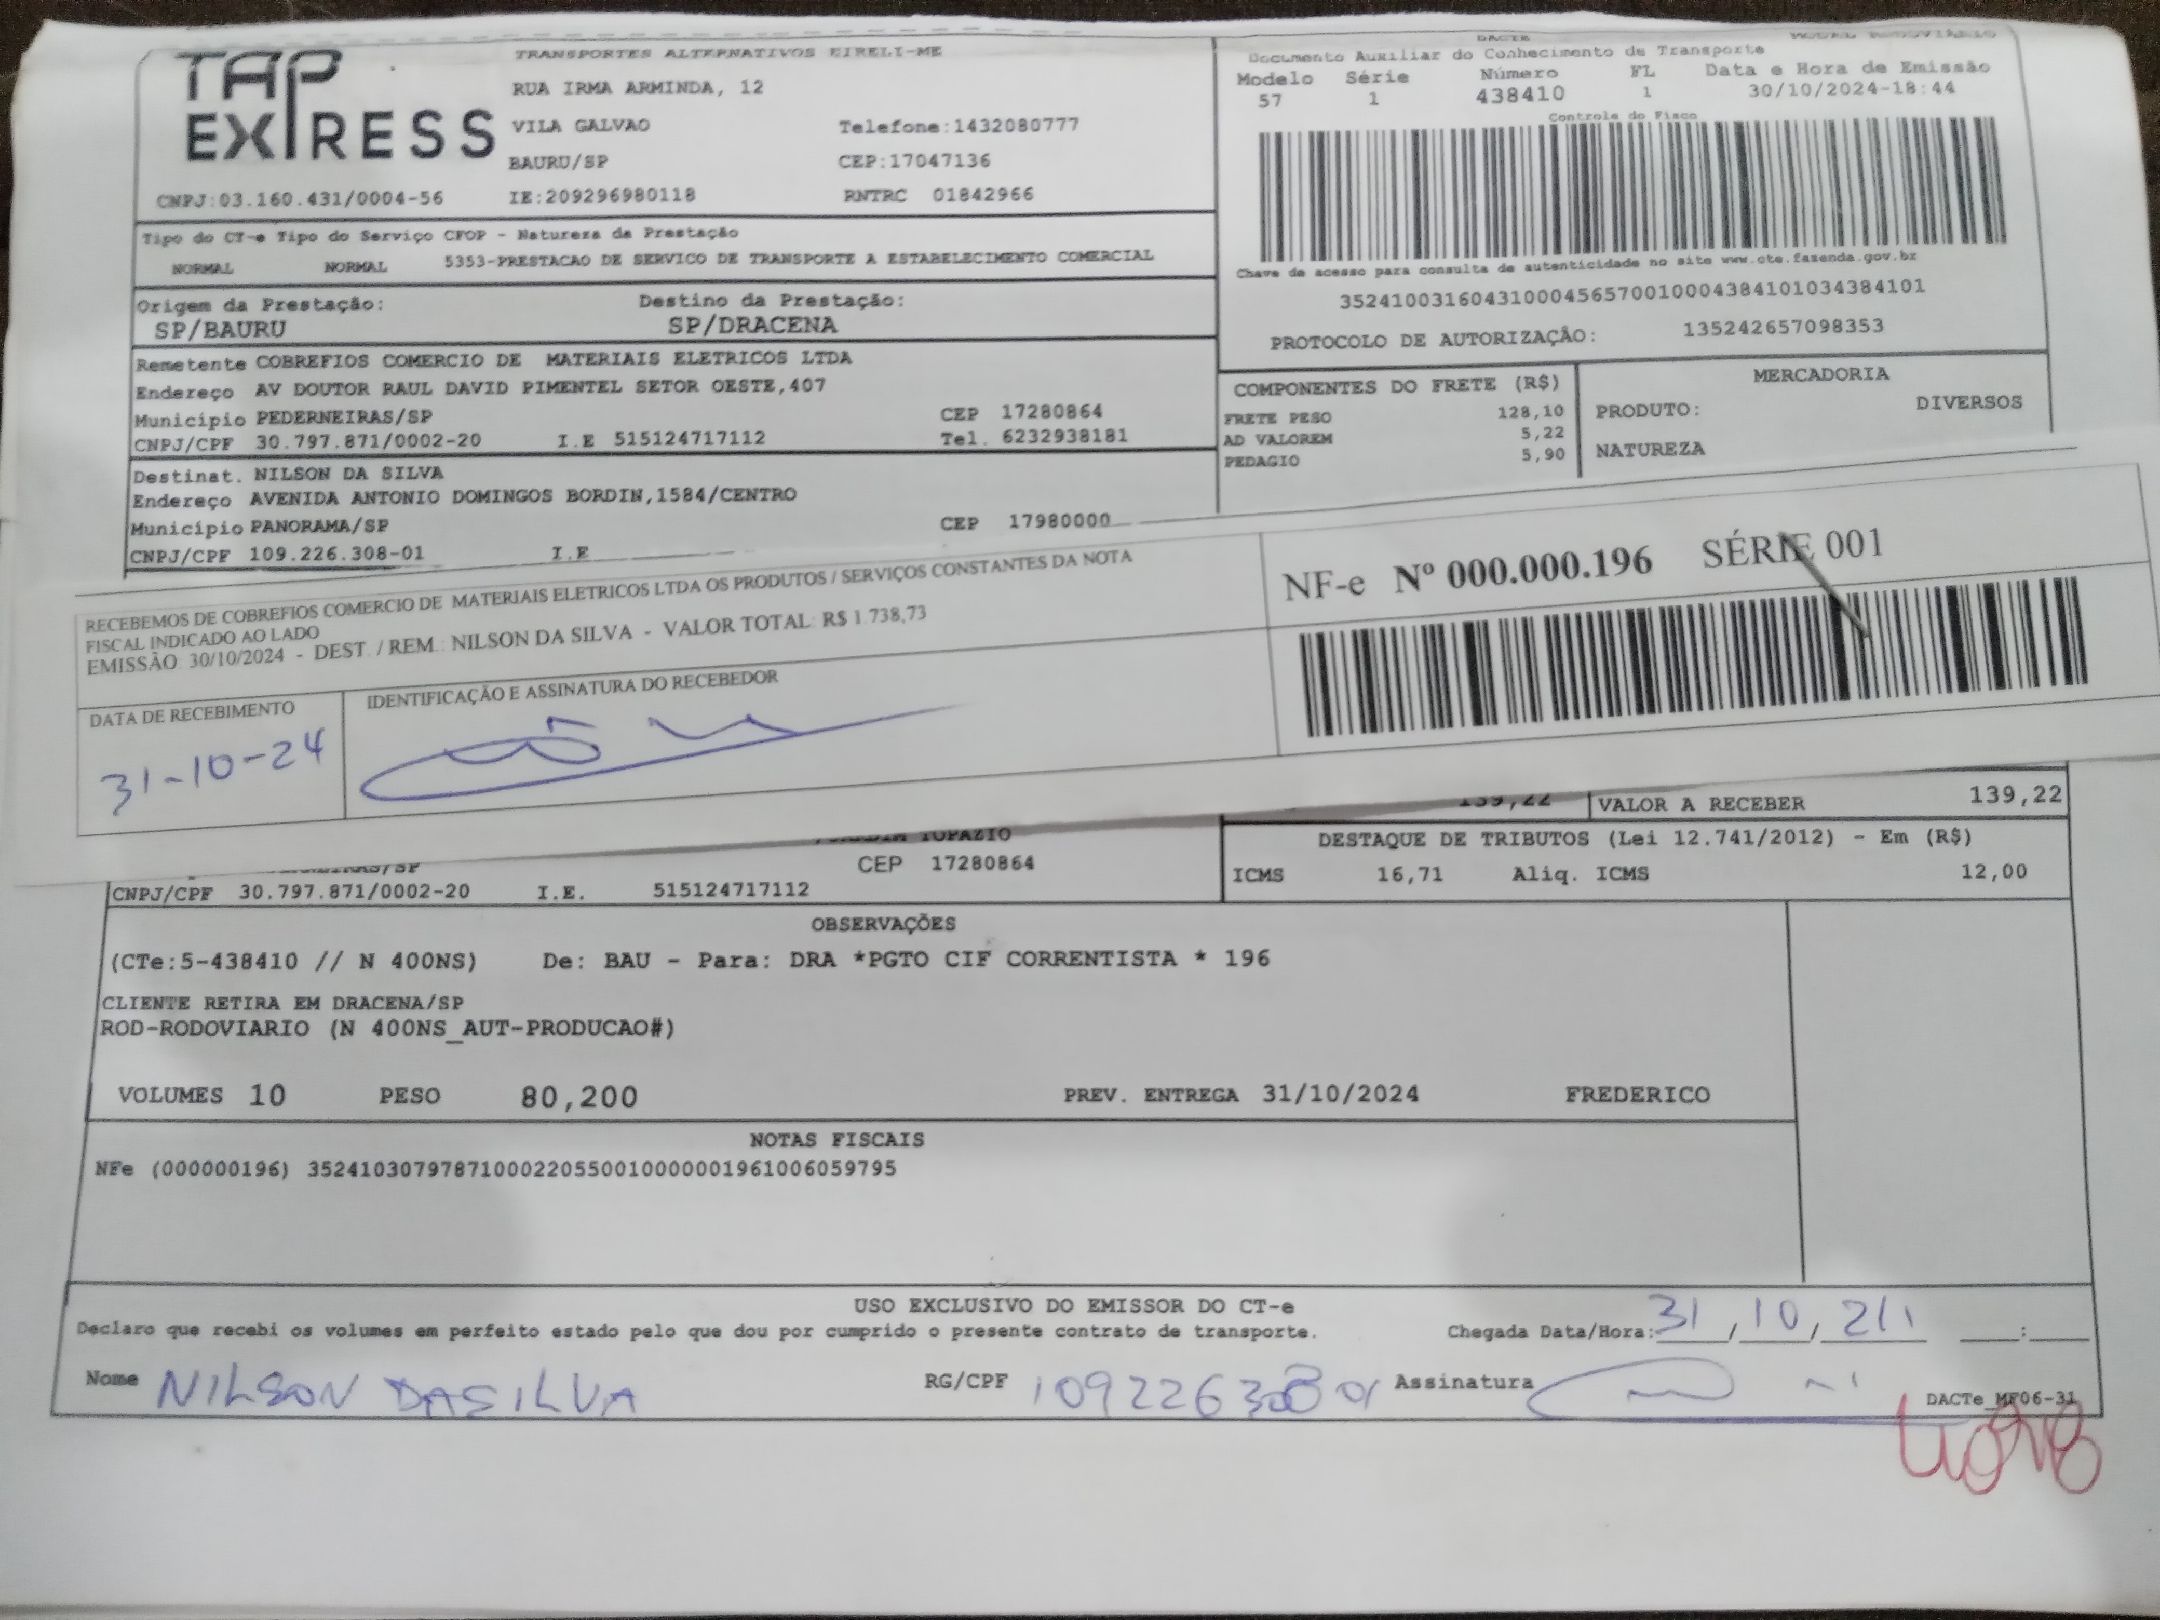 TAP
EXPRESS
TRANSPORTES ALTERNATIVOS EIRELI-ME
RUA IRMA ARMINDA, 12
VILA GALVAO Telefone:1432080777
BAURU/SP CEP:17047136
CNPJ:03.160.431/0004-56 IE:209296980118 RNTRC 01842966
DACTE MODAL RODOVIARIO
Documento Auxiliar do Conhecimento de Transporte
Modelo Série Número FL Data e Hora de Emissão
57 1 438410 1 30/10/2024-18:44
Controle do Fisco
Chave de acesso para consulta de autenticidade no site www.cte.fazenda.gov.br
35241003160431000456570010004384101034384101
PROTOCOLO DE AUTORIZAÇÃO: 135242657098353
Tipo do CT-e Tipo do Serviço CFOP - Natureza da Prestação
NORMAL NORMAL 5353-PRESTACAO DE SERVICO DE TRANSPORTE A ESTABELECIMENTO COMERCIAL
Origem da Prestação: Destino da Prestação:
SP/BAURU SP/DRACENA
Remetente COBREFIOS COMERCIO DE MATERIAIS ELETRICOS LTDA
Endereço AV DOUTOR RAUL DAVID PIMENTEL SETOR OESTE,407
Município PEDERNEIRAS/SP CEP 17280864
CNPJ/CPF 30.797.871/0002-20 I.E 515124717112 Tel. 6232938181
Destinat. NILSON DA SILVA
Endereço AVENIDA ANTONIO DOMINGOS BORDIN,1584/CENTRO
Município PANORAMA/SP CEP 17980000
CNPJ/CPF 109.226.308-01 I.E
COMPONENTES DO FRETE (R$)
FRETE PESO 128,10
AD VALOREM 5,22
PEDAGIO 5,90
MERCADORIA
PRODUTO: DIVERSOS
NATUREZA
RECEBEMOS DE COBREFIOS COMERCIO DE MATERIAIS ELETRICOS LTDA OS PRODUTOS / SERVIÇOS CONSTANTES DA NOTA
FISCAL INDICADO AO LADO
EMISSÃO 30/10/2024 - DEST. / REM.: NILSON DA SILVA - VALOR TOTAL: R$ 1.738,73
DATA DE RECEBIMENTO IDENTIFICAÇÃO E ASSINATURA DO RECEBEDOR
31-10-24
NF-e Nº 000.000.196 SÉRIE 001
139,22 VALOR A RECEBER 139,22
TOPAZIO
CEP 17280864
CNPJ/CPF 30.797.871/0002-20 I.E. 515124717112
DESTAQUE DE TRIBUTOS (Lei 12.741/2012) - Em (R$)
ICMS 16,71 Aliq. ICMS 12,00
OBSERVAÇÕES
(CTe:5-438410 // N 400NS) De: BAU - Para: DRA *PGTO CIF CORRENTISTA * 196
CLIENTE RETIRA EM DRACENA/SP
ROD-RODOVIARIO (N 400NS_AUT-PRODUCAO#)
VOLUMES 10 PESO 80,200 PREV. ENTREGA 31/10/2024 FREDERICO
NOTAS FISCAIS
NFe (000000196) 35241030797871000220550010000001961006059795
USO EXCLUSIVO DO EMISSOR DO CT-e
Declaro que recebi os volumes em perfeito estado pelo que dou por cumprido o presente contrato de transporte. Chegada Data/Hora: 31/10/24 __:__
Nome NILSON DA SILVA RG/CPF 10922630801 Assinatura
DACTe_MF06-31